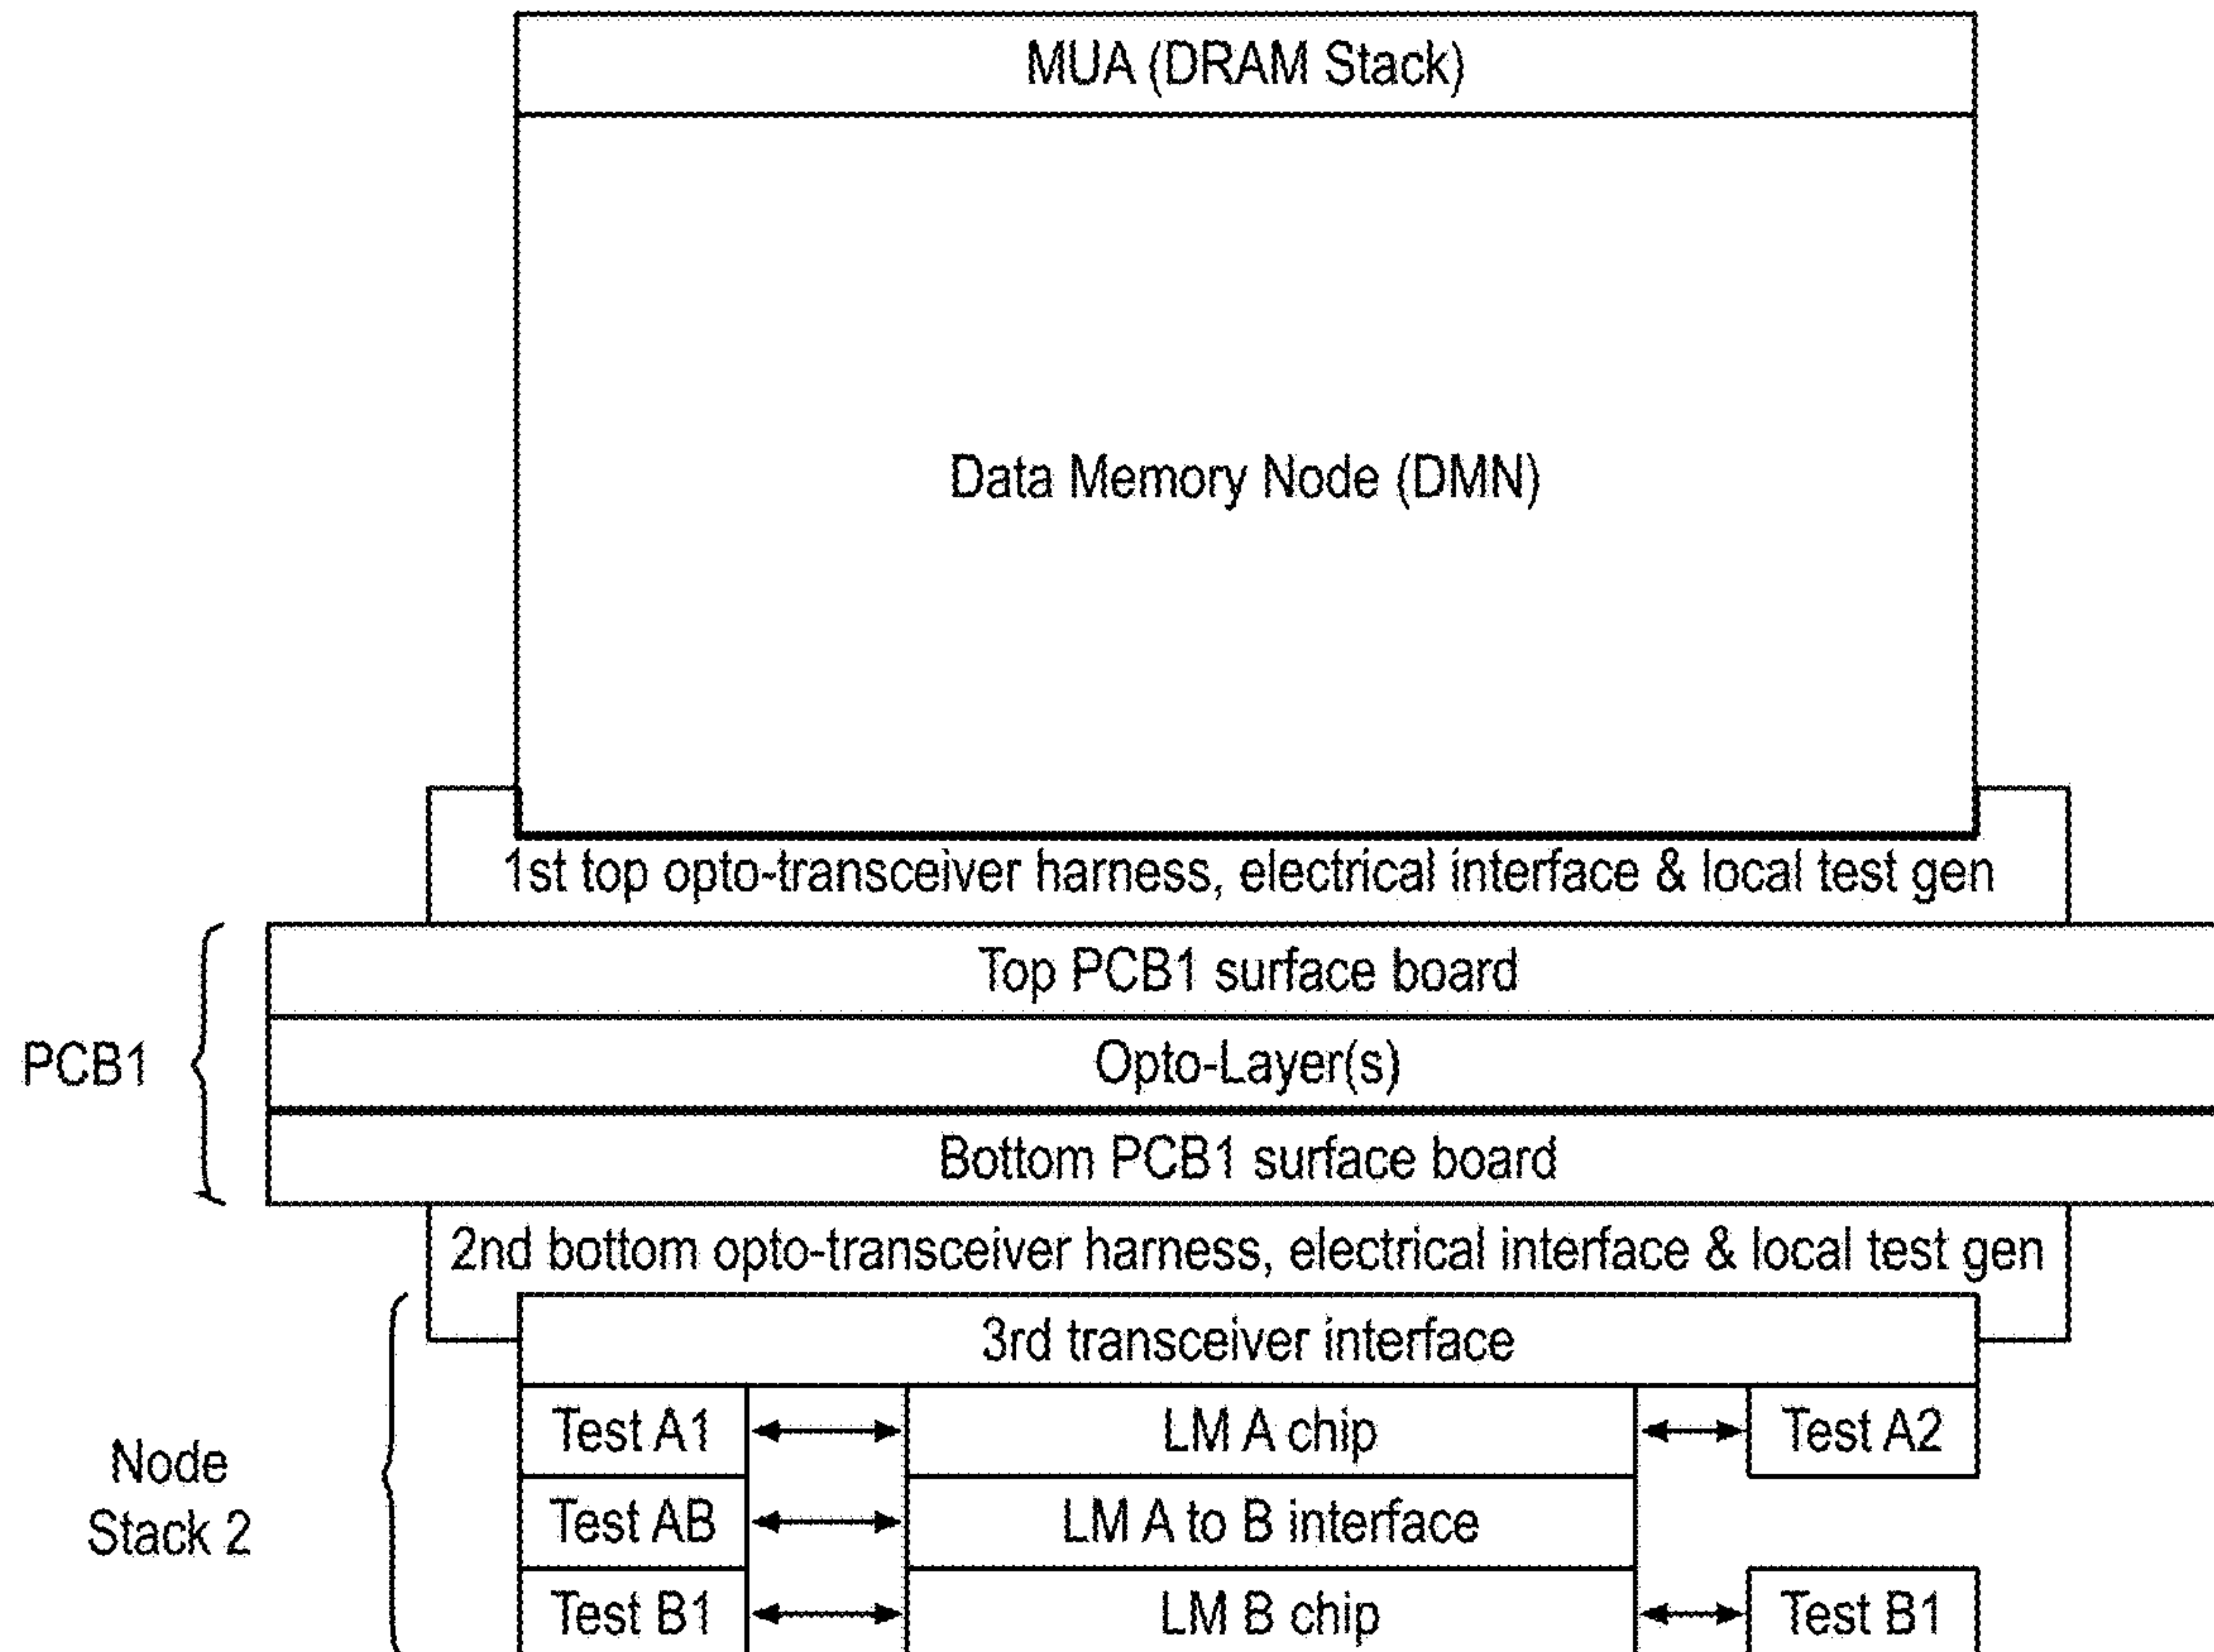 MUA (DRAM Stack)
Data Memory Node (DMN)
1st top opto-transceiver harness, electrical interface & local test gen
Top PCB1 surface board
PCB1
Opto-Layer(s)
Bottom PCB1 surface board
2nd bottom opto-transceiver harness, electrical interface & local test gen
3rd transceiver interface
Node
Stack 2
Test A1
LM A chip
Test A2
Test AB
LM A to B interface
Test B1
LM B chip
Test B1